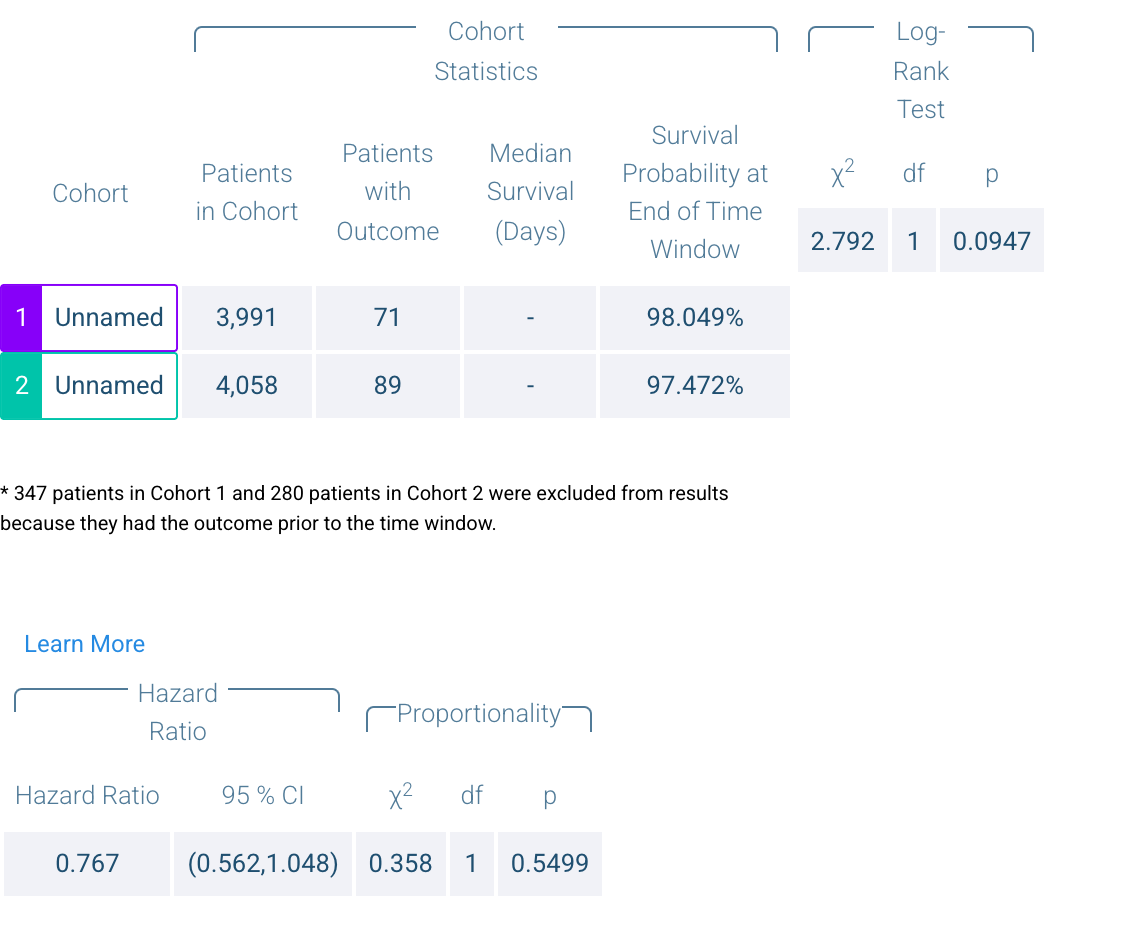 Cohort
Statistics
Log-
Rank
Test
Cohort
Patients
in Cohort
Patients
with
Outcome
Median
Survival
(Days)
Survival
Probability at
End of Time
Window
χ2 df p
2.792 1 0.0947
1 Unnamed 3,991 71 - 98.049%
2 Unnamed 4,058 89 - 97.472%
* 347 patients in Cohort 1 and 280 patients in Cohort 2 were excluded from results
because they had the outcome prior to the time window.
Learn More
Hazard
Ratio
Proportionality
Hazard Ratio 95 % CI χ2 df p
0.767 (0.562,1.048) 0.358 1 0.5499